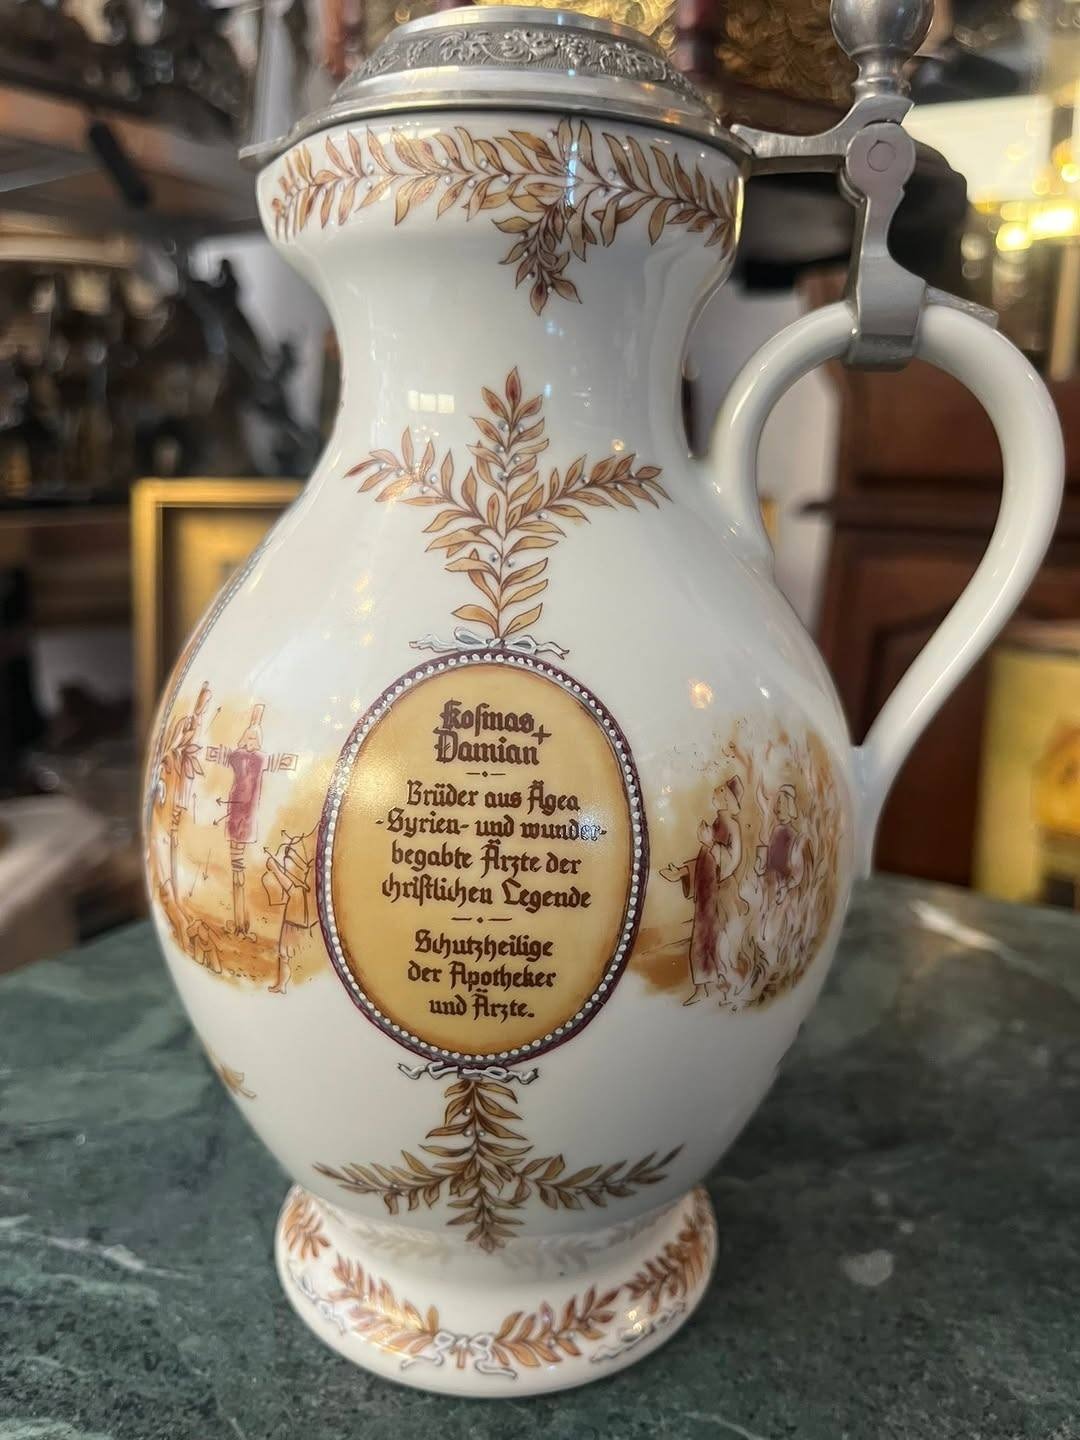 Koſmas +
Damian
Brüder aus Ägea
-Syrien- und wunder-
begabte Ärzte der
chriſtlichen Legende
Schutzheilige
der Apotheker
und Ärzte.